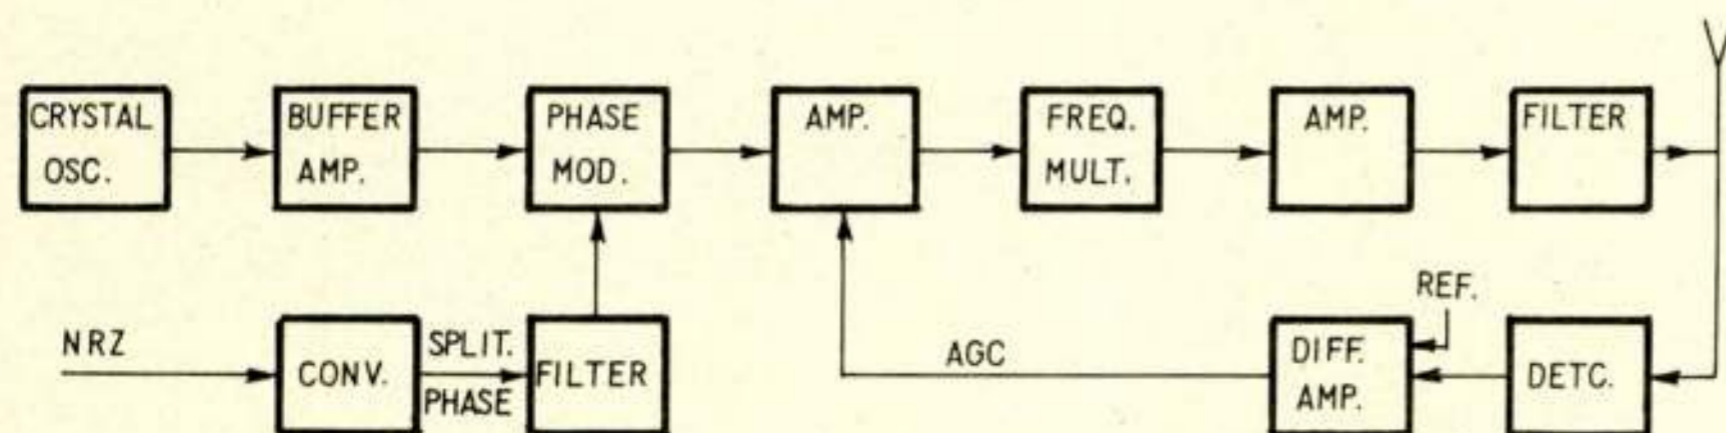 CRYSTAL
OSC.
BUFFER
AMP.
PHASE
MOD.
AMP.
FREQ.
MULT.
AMP.
FILTER
NRZ
CONV.
SPLIT.
PHASE
FILTER
AGC
REF.
DIFF.
AMP.
DETC.